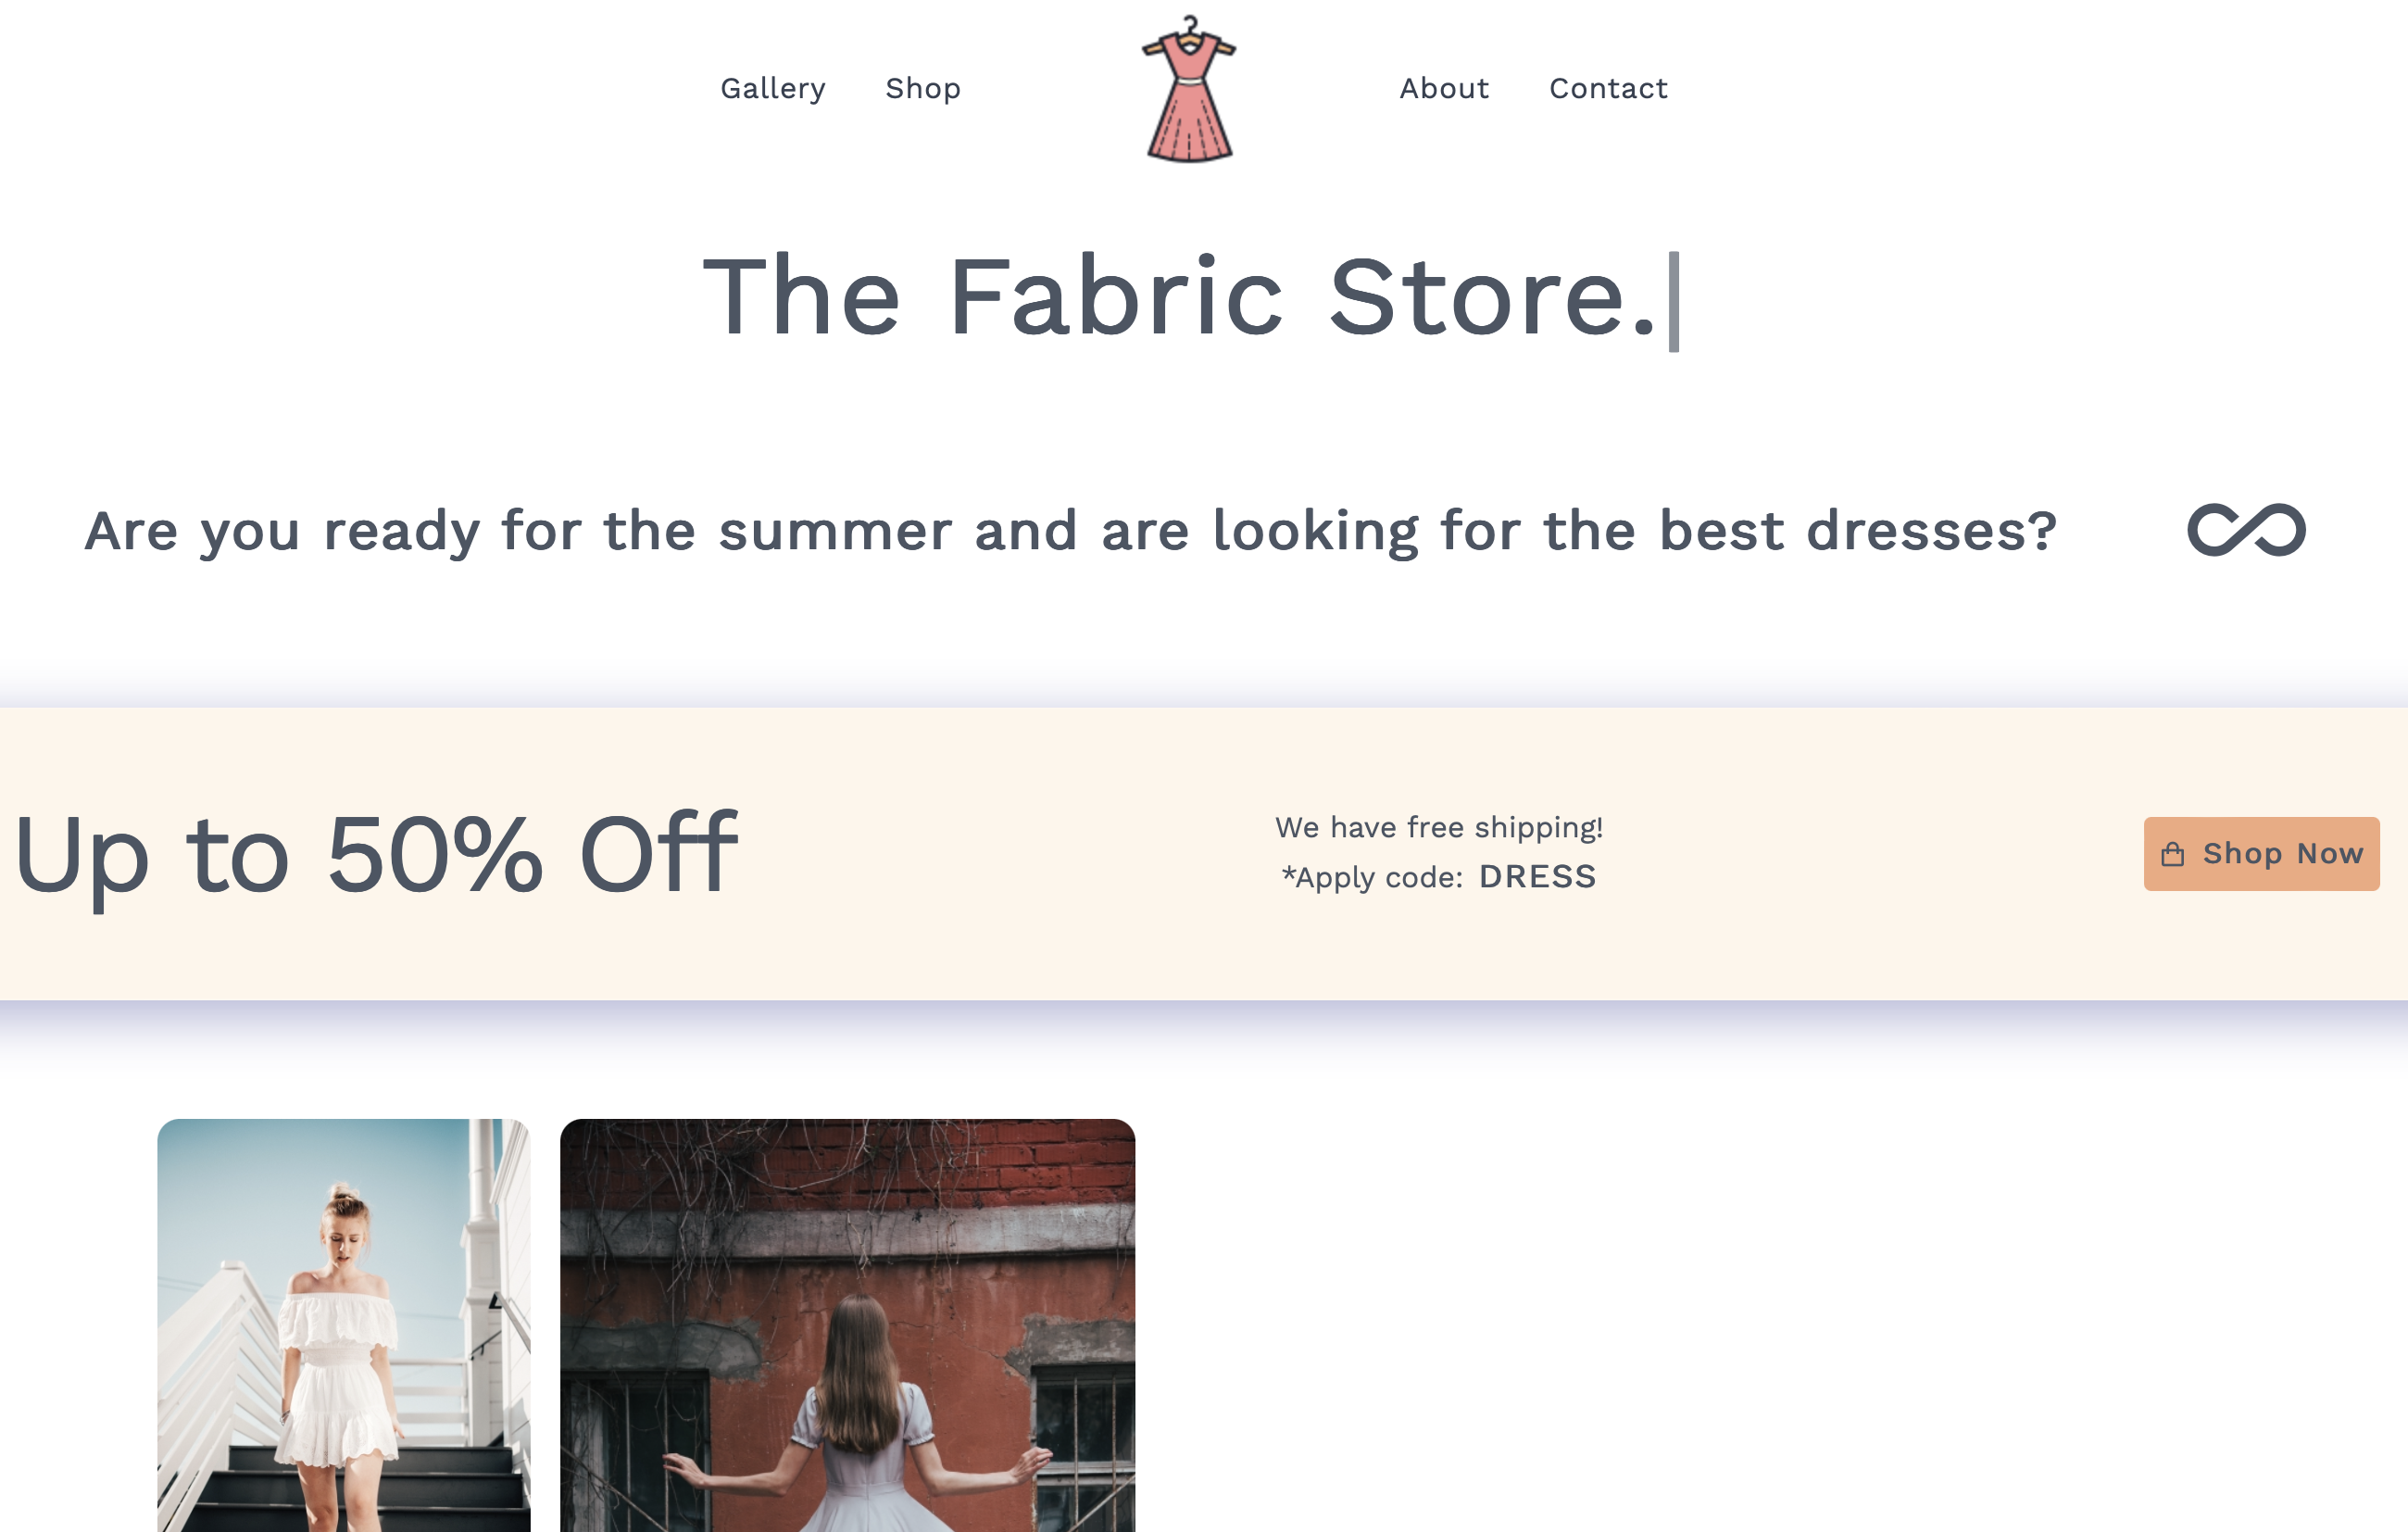 Gallery Shop About Contact
The Fabric Store.
Are you ready for the summer and are looking for the best dresses?
Up to 50% Off
We have free shipping!
*Apply code: DRESS
Shop Now